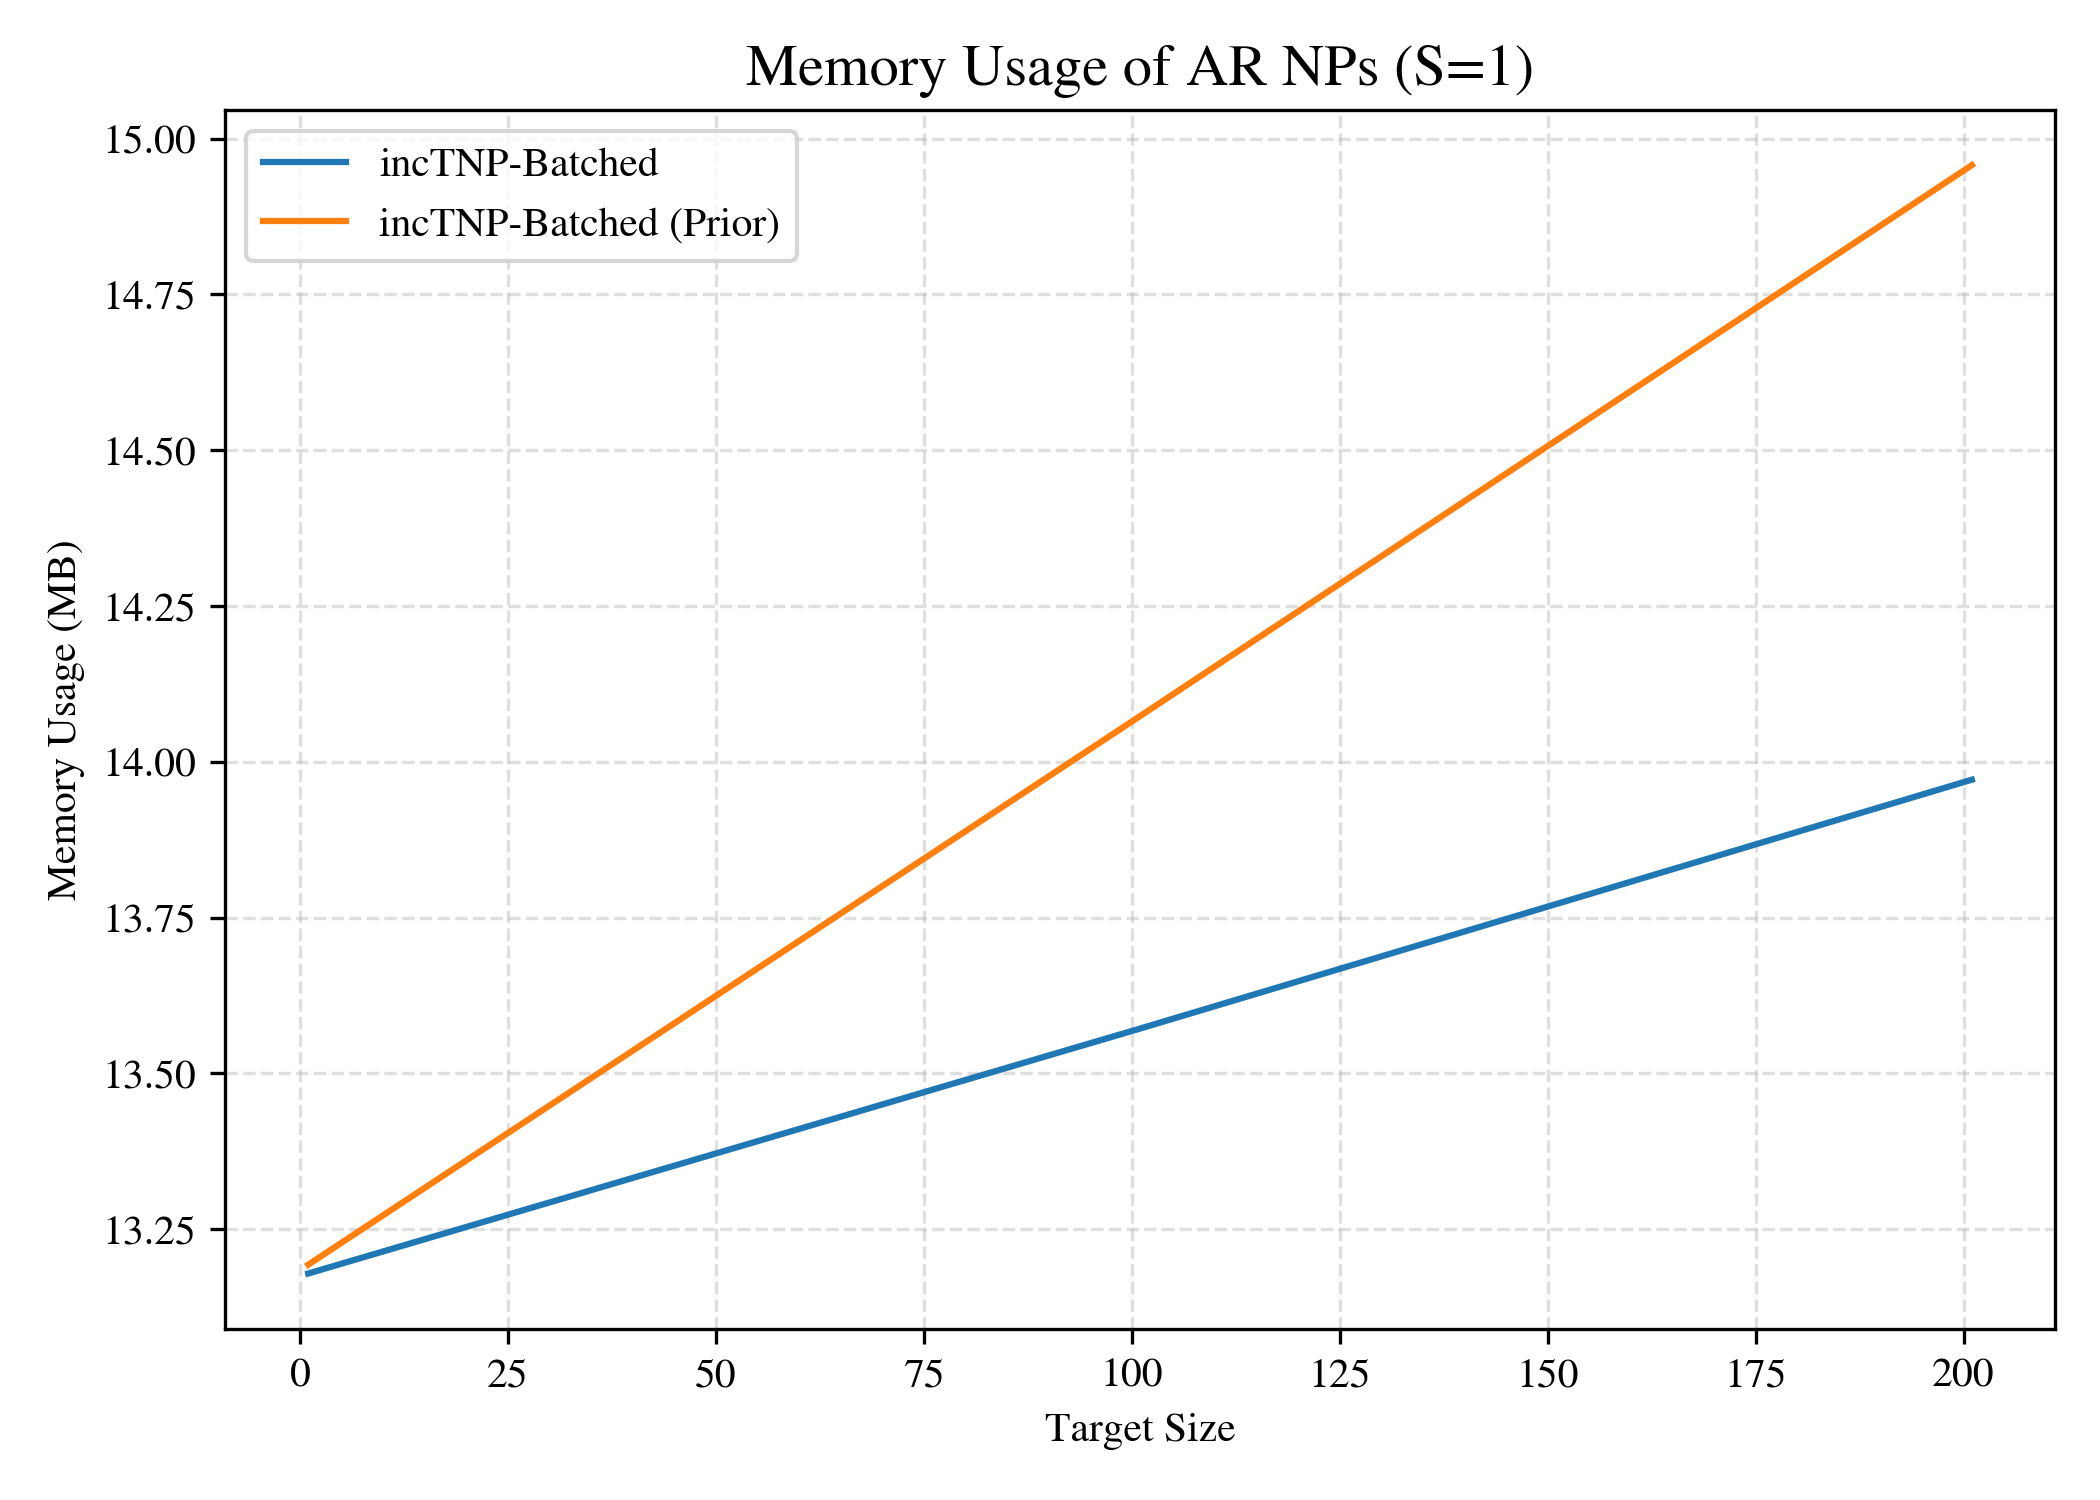 Memory Usage of AR NPs (S=1)
incTNP-Batched
incTNP-Batched (Prior)
Memory Usage (MB)
15.00
14.75
14.50
14.25
14.00
13.75
13.50
13.25
0 25 50 75 100 125 150 175 200
Target Size